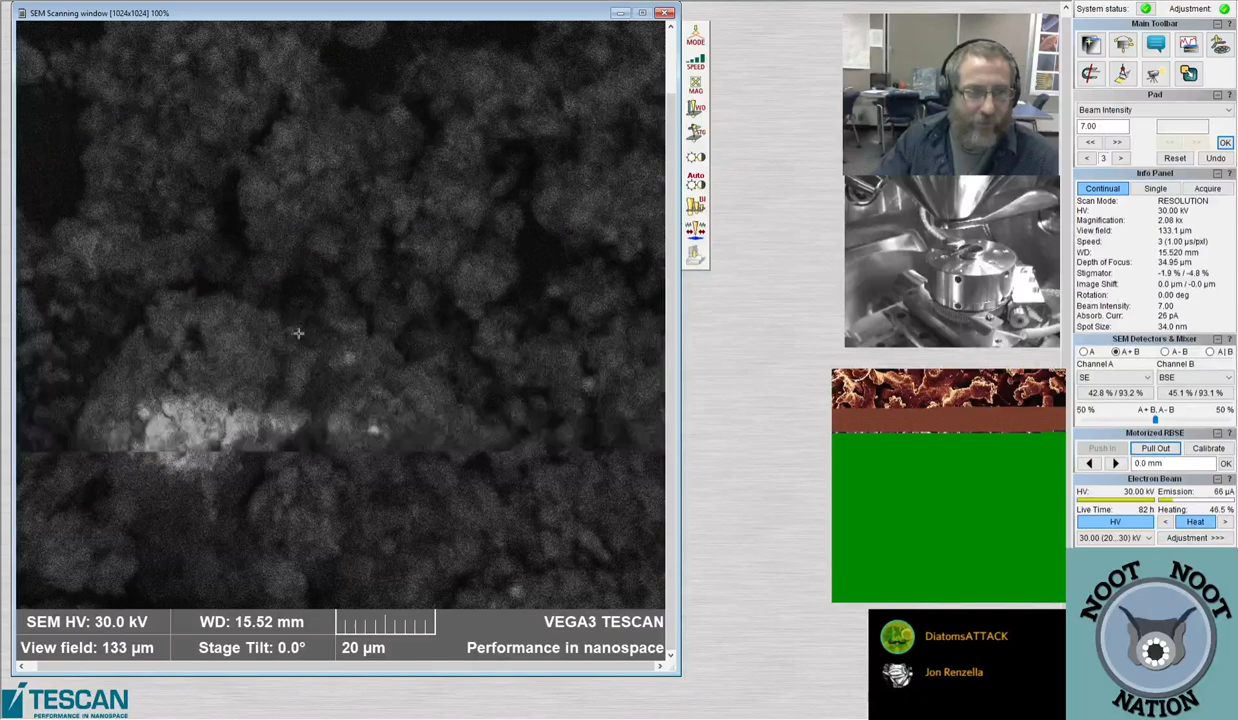 SEM Scanning window [1024x1024] 100%
SEM HV: 30.0 kV
WD: 15.52 mm
VEGA3 TESCAN
View field: 133 µm
Stage Tilt: 0.0°
20 µm
Performance in nanospace
TESCAN
PERFORMANCE IN NANOSPACE
MODE
SPEED
MAG
WD
STG
Auto
BI
DiatomsATTACK
Jon Renzella
System status:
Adjustment:
Main Toolbar
Pad
Beam Intensity
7.00
OK
<< >>
< 3 >
Reset
Undo
Info Panel
Continual
Single
Acquire
Scan Mode: RESOLUTION
HV: 30.00 kV
Magnification: 2.08 kx
View field: 133.1 µm
Speed: 3 (1.00 µs/pxl)
WD: 15.520 mm
Depth of Focus: 34.95 µm
Stigmator: -1.9 % / -4.8 %
Image Shift: 0.0 µm / -0.0 µm
Rotation: 0.00 deg
Beam Intensity: 7.00
Absorb. Curr: 26 pA
Spot Size: 34.0 nm
SEM Detectors & Mixer
A
A + B
A - B
A | B
Channel A
Channel B
SE
BSE
42.8 % / 93.2 %
45.1 % / 93.1 %
50 %
A + B, A - B
50 %
Motorized RBSE
Push In
Pull Out
Calibrate
0.0 mm
OK
Electron Beam
HV: 30.00 kV
Emission: 66 µA
Live Time: 82 h
Heating: 46.5 %
HV
< Heat >
30.00 (20...30) kV
Adjustment >>>
NOOT NOOT
NATION